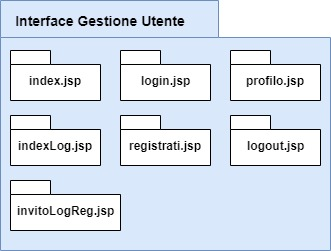 Interface Gestione Utente
index.jsp
login.jsp
profilo.jsp
indexLog.jsp
registrati.jsp
logout.jsp
invitoLogReg.jsp